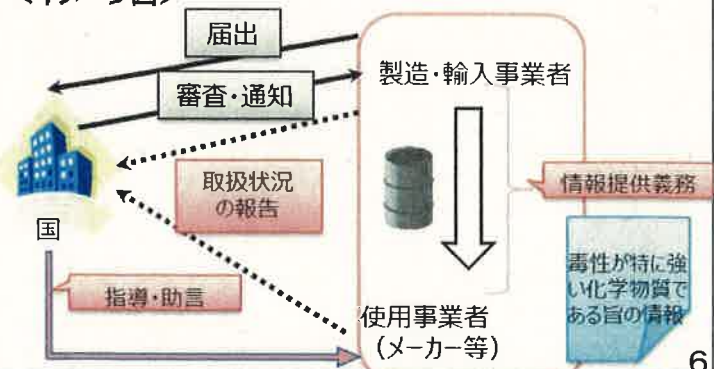 届出
審査・通知
製造・輸入事業者
取扱状況
の報告
情報提供義務
国
毒性が特に強
い化学物質で
ある旨の情報
指導・助言
使用事業者
(メーカー等)
6